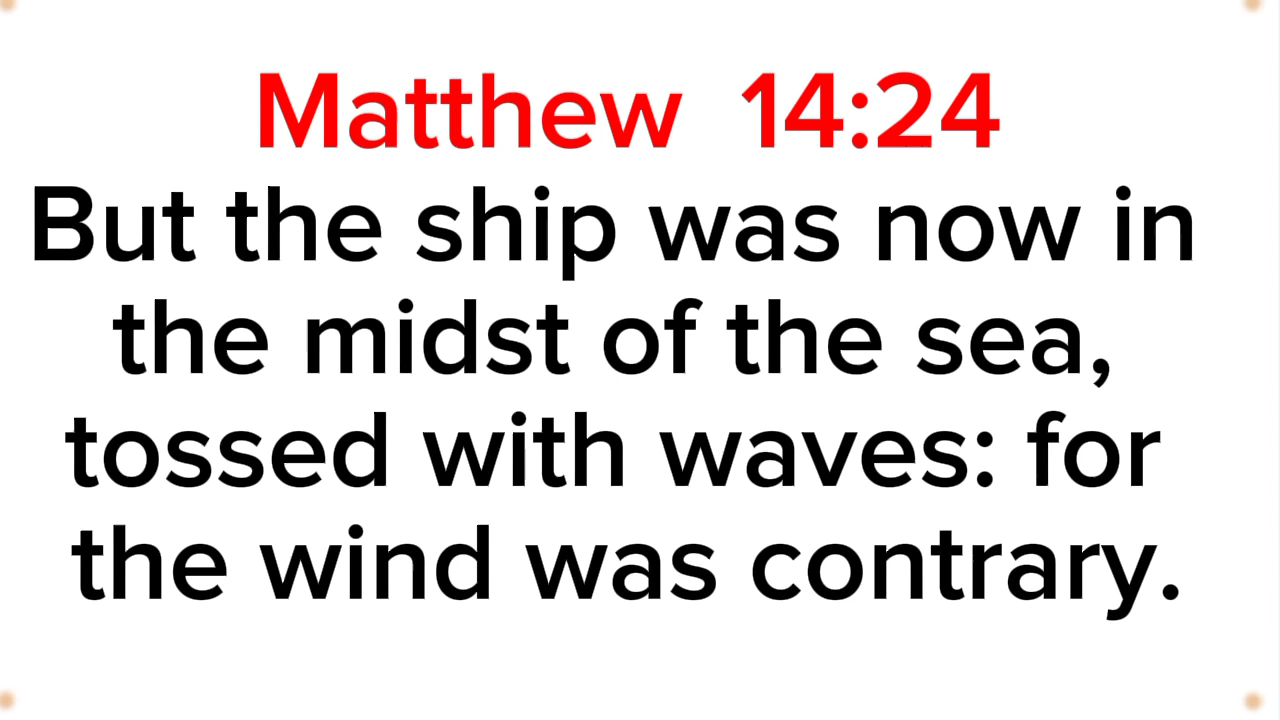 Matthew  14:24
But the ship was now in
the midst of the sea,
tossed with waves: for
the wind was contrary.